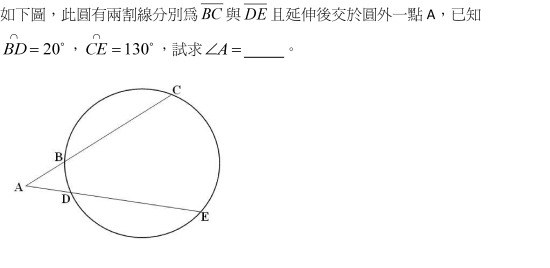 如下圖，此圓有兩割線分別為 $\overline{BC}$ 與 $\overline{DE}$ 且延伸後交於圓外一點 A，已知
$\overset{\frown}{BD}=20^\circ$，$\overset{\frown}{CE}=130^\circ$，試求 ∠A=_____。
C
B
A
D
E